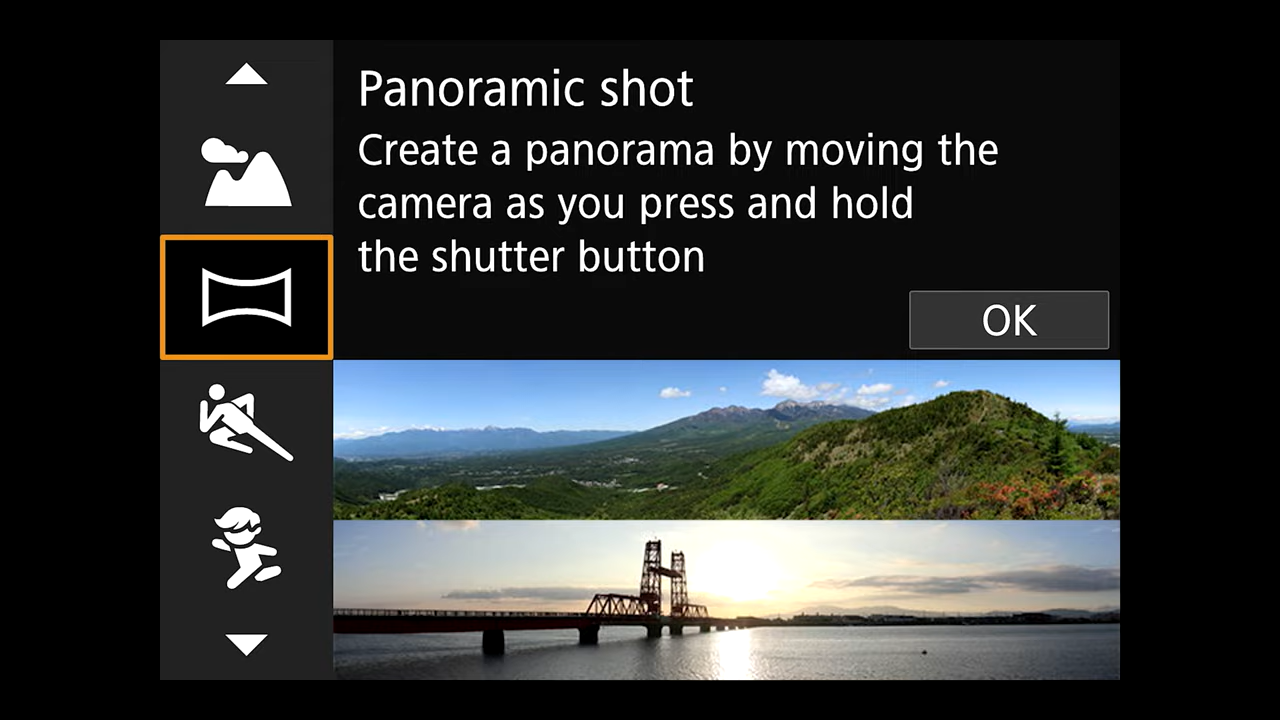 Panoramic shot
Create a panorama by moving the
camera as you press and hold
the shutter button
OK